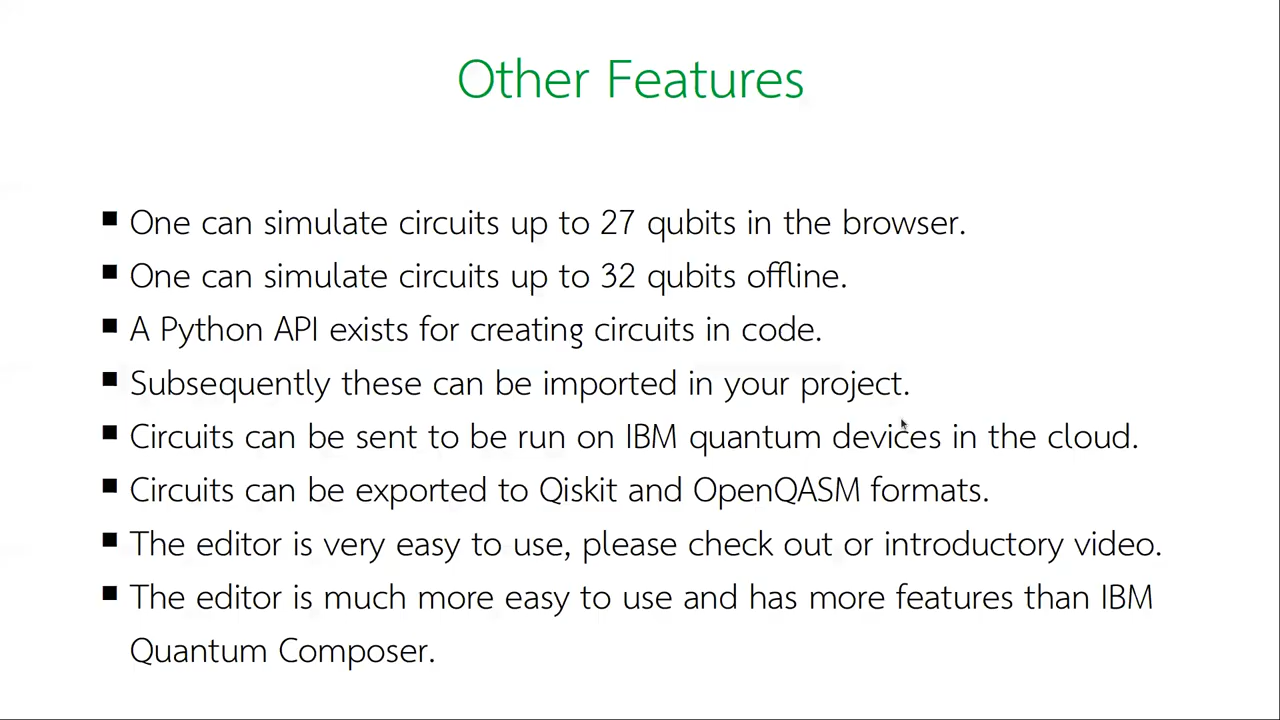 Other Features
▪ One can simulate circuits up to 27 qubits in the browser.
▪ One can simulate circuits up to 32 qubits offline.
▪ A Python API exists for creating circuits in code.
▪ Subsequently these can be imported in your project.
▪ Circuits can be sent to be run on IBM quantum devices in the cloud.
▪ Circuits can be exported to Qiskit and OpenQASM formats.
▪ The editor is very easy to use, please check out or introductory video.
▪ The editor is much more easy to use and has more features than IBM
Quantum Composer.